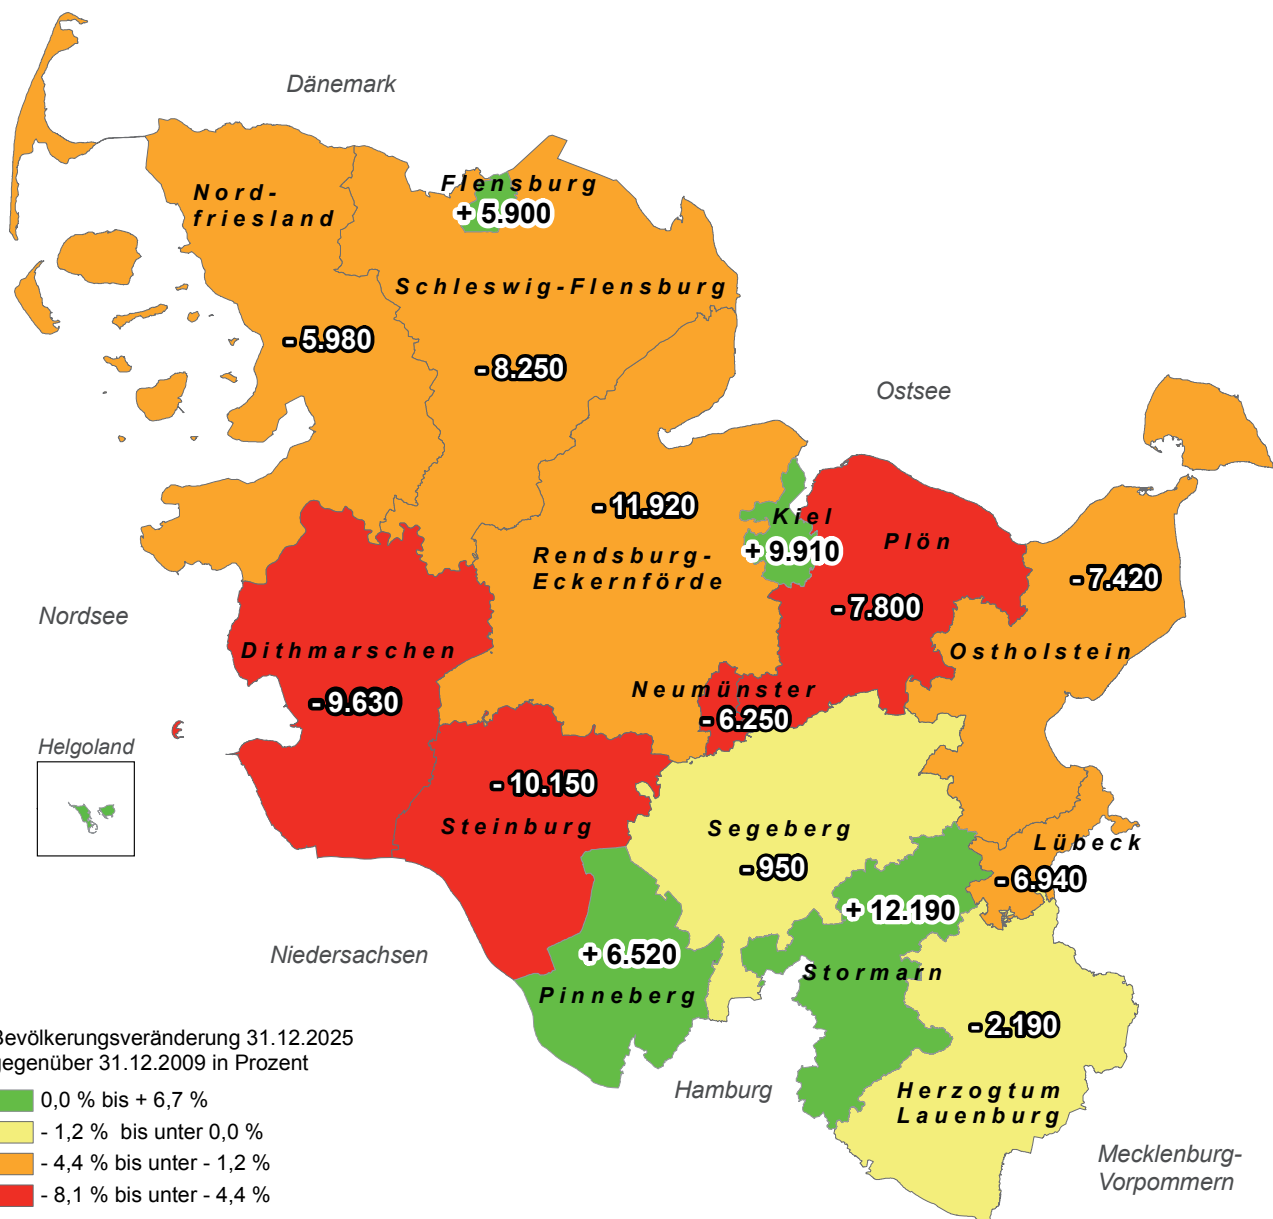 Dänemark
Flensburg
+ 5.900
Nord-
friesland
Schleswig-Flensburg
- 5.980
- 8.250
Ostsee
- 11.920
Kiel
+ 9.910
Plön
- 7.800
- 7.420
Rendsburg-
Eckernförde
Nordsee
Dithmarschen
- 9.630
Ostholstein
Neumünster
- 6.250
Helgoland
- 10.150
Steinburg
Segeberg
- 950
Lübeck
- 6.940
+ 12.190
Stormarn
Niedersachsen
+ 6.520
Pinneberg
- 2.190
Herzogtum
Lauenburg
Hamburg
Mecklenburg-
Vorpommern
Bevölkerungsveränderung 31.12.2025
gegenüber 31.12.2009 in Prozent
0,0 % bis + 6,7 %
- 1,2 % bis unter 0,0 %
- 4,4 % bis unter - 1,2 %
- 8,1 % bis unter - 4,4 %